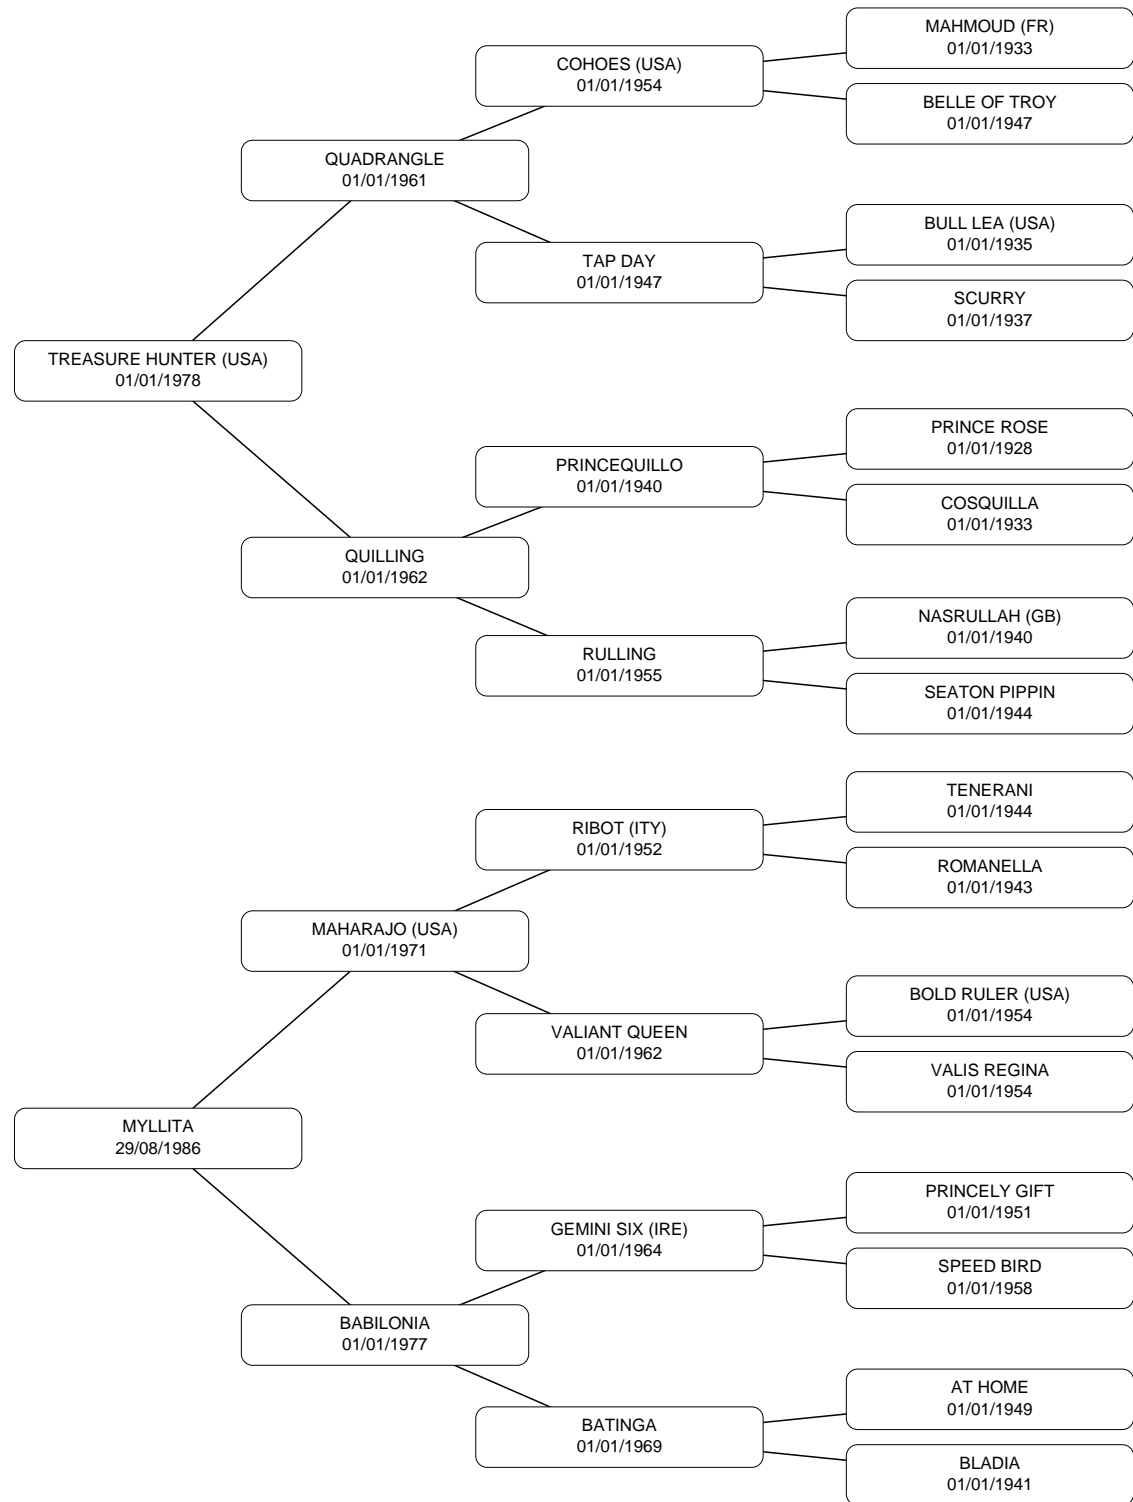 MAHMOUD (FR)
01/01/1933
COHOES (USA)
01/01/1954
BELLE OF TROY
01/01/1947
QUADRANGLE
01/01/1961
BULL LEA (USA)
01/01/1935
TAP DAY
01/01/1947
SCURRY
01/01/1937
TREASURE HUNTER (USA)
01/01/1978
PRINCE ROSE
01/01/1928
PRINCEQUILLO
01/01/1940
COSQUILLA
01/01/1933
QUILLING
01/01/1962
NASRULLAH (GB)
01/01/1940
RULLING
01/01/1955
SEATON PIPPIN
01/01/1944
TENERANI
01/01/1944
RIBOT (ITY)
01/01/1952
ROMANELLA
01/01/1943
MAHARAJO (USA)
01/01/1971
BOLD RULER (USA)
01/01/1954
VALIANT QUEEN
01/01/1962
VALIS REGINA
01/01/1954
MYLLITA
29/08/1986
PRINCELY GIFT
01/01/1951
GEMINI SIX (IRE)
01/01/1964
SPEED BIRD
01/01/1958
BABILONIA
01/01/1977
AT HOME
01/01/1949
BATINGA
01/01/1969
BLADIA
01/01/1941